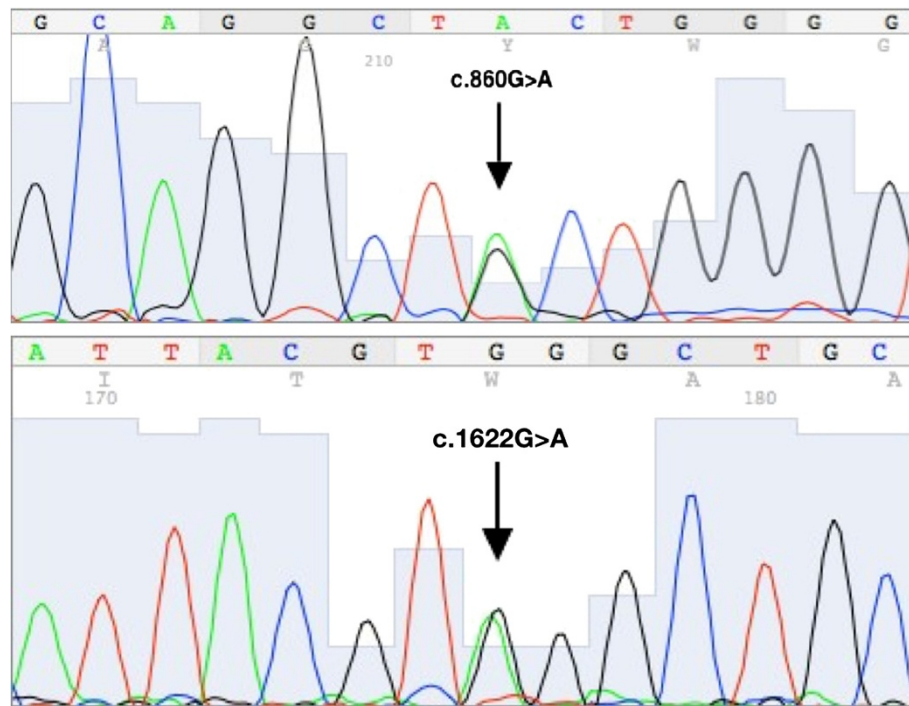 G C A G G C T A C T G G G G
A G Y W G
210
c.860G>A
A T T A C G T G G G C T G C
I T W A A
170 180
c.1622G>A